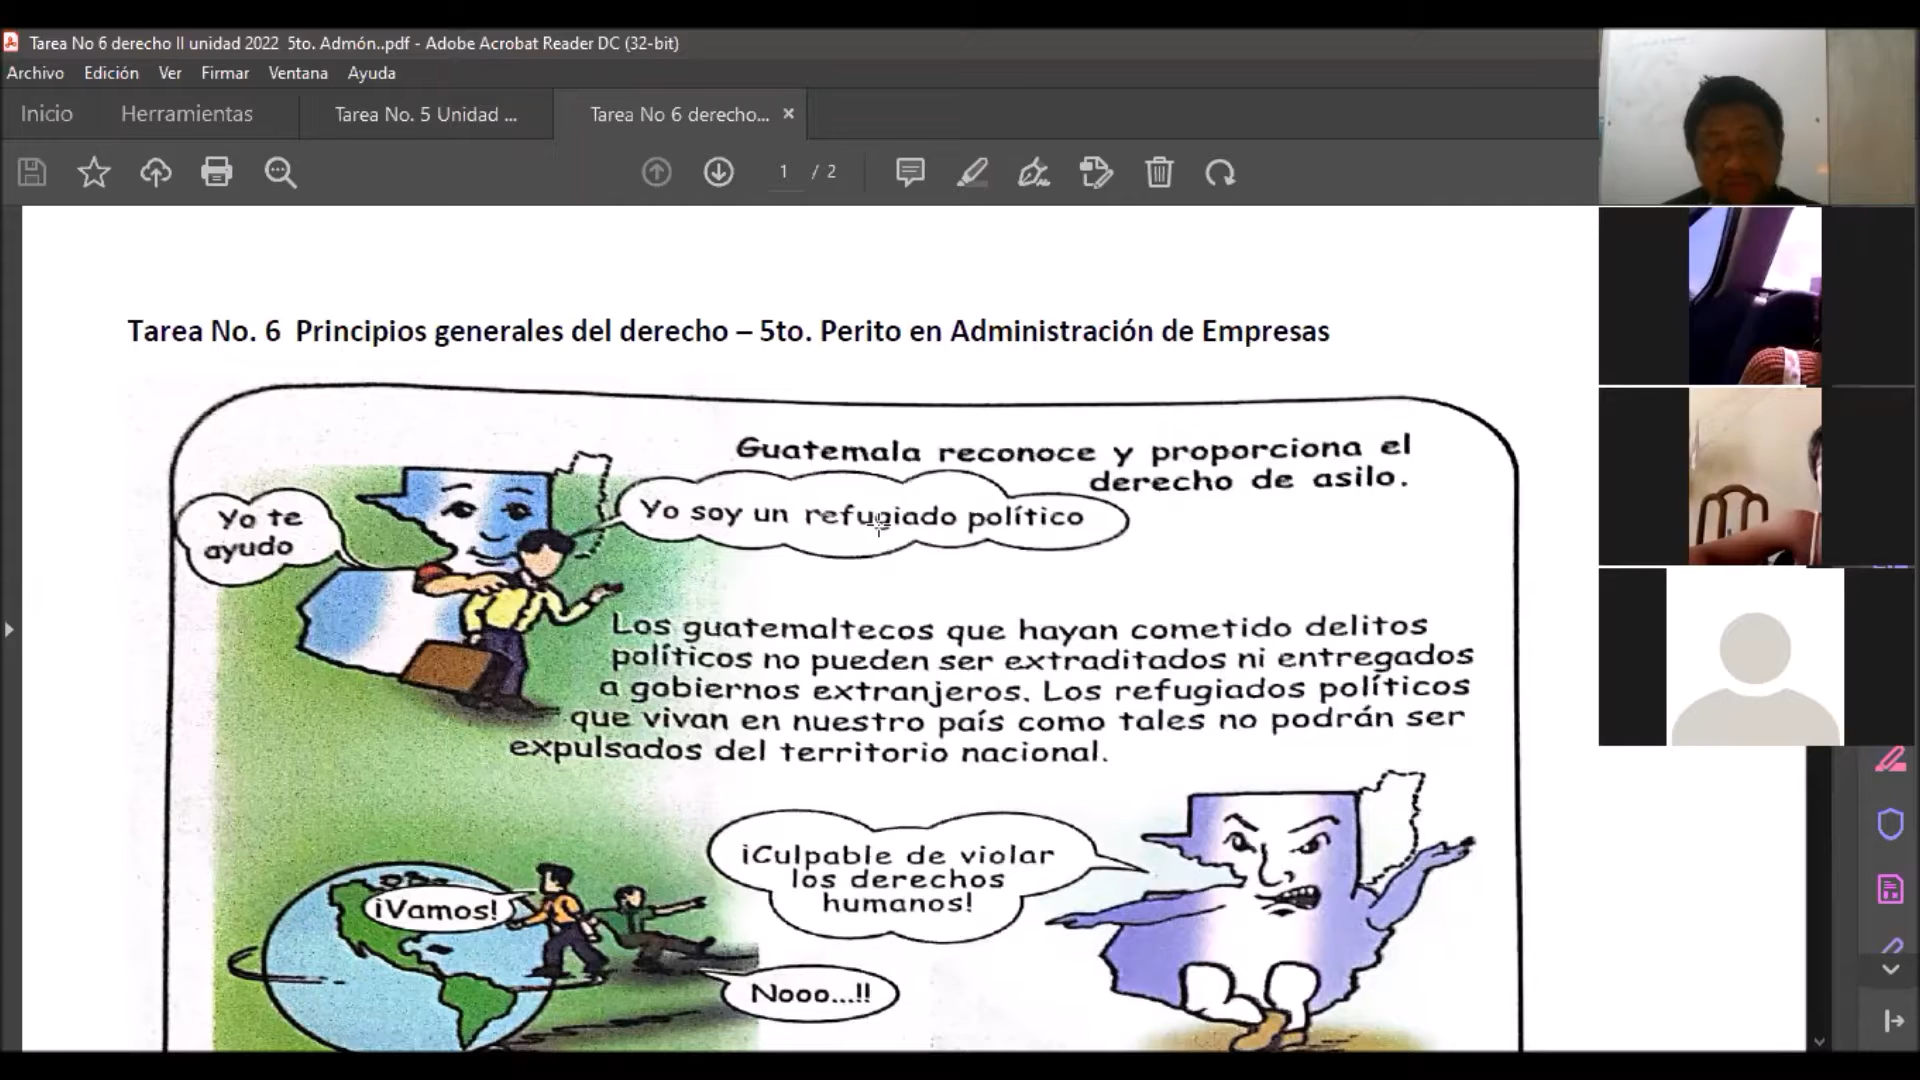 Tarea No 6 derecho II unidad 2022  5to. Admón..pdf - Adobe Acrobat Reader DC (32-bit)
Archivo Edición Ver Firmar Ventana Ayuda
Inicio Herramientas Tarea No. 5 Unidad ... Tarea No 6 derecho... ×
1 / 2
Tarea No. 6  Principios generales del derecho – 5to. Perito en Administración de Empresas
Guatemala reconoce y proporciona el
derecho de asilo.
Yo te
ayudo
Yo soy un refugiado político
Los guatemaltecos que hayan cometido delitos
políticos no pueden ser extraditados ni entregados
a gobiernos extranjeros. Los refugiados políticos
que vivan en nuestro país como tales no podrán ser
expulsados del territorio nacional.
¡Culpable de violar
los derechos
humanos!
¡Vamos!
Nooo...!!